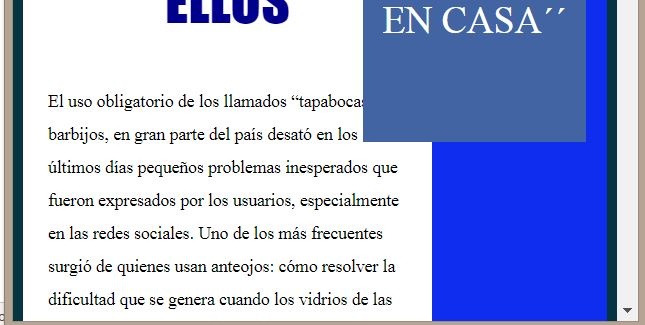 ELLOS
EN CASA´´
El uso obligatorio de los llamados “tapabocas
barbijos, en gran parte del país desató en los
últimos días pequeños problemas inesperados que
fueron expresados por los usuarios, especialmente
en las redes sociales. Uno de los más frecuentes
surgió de quienes usan anteojos: cómo resolver la
dificultad que se genera cuando los vidrios de las